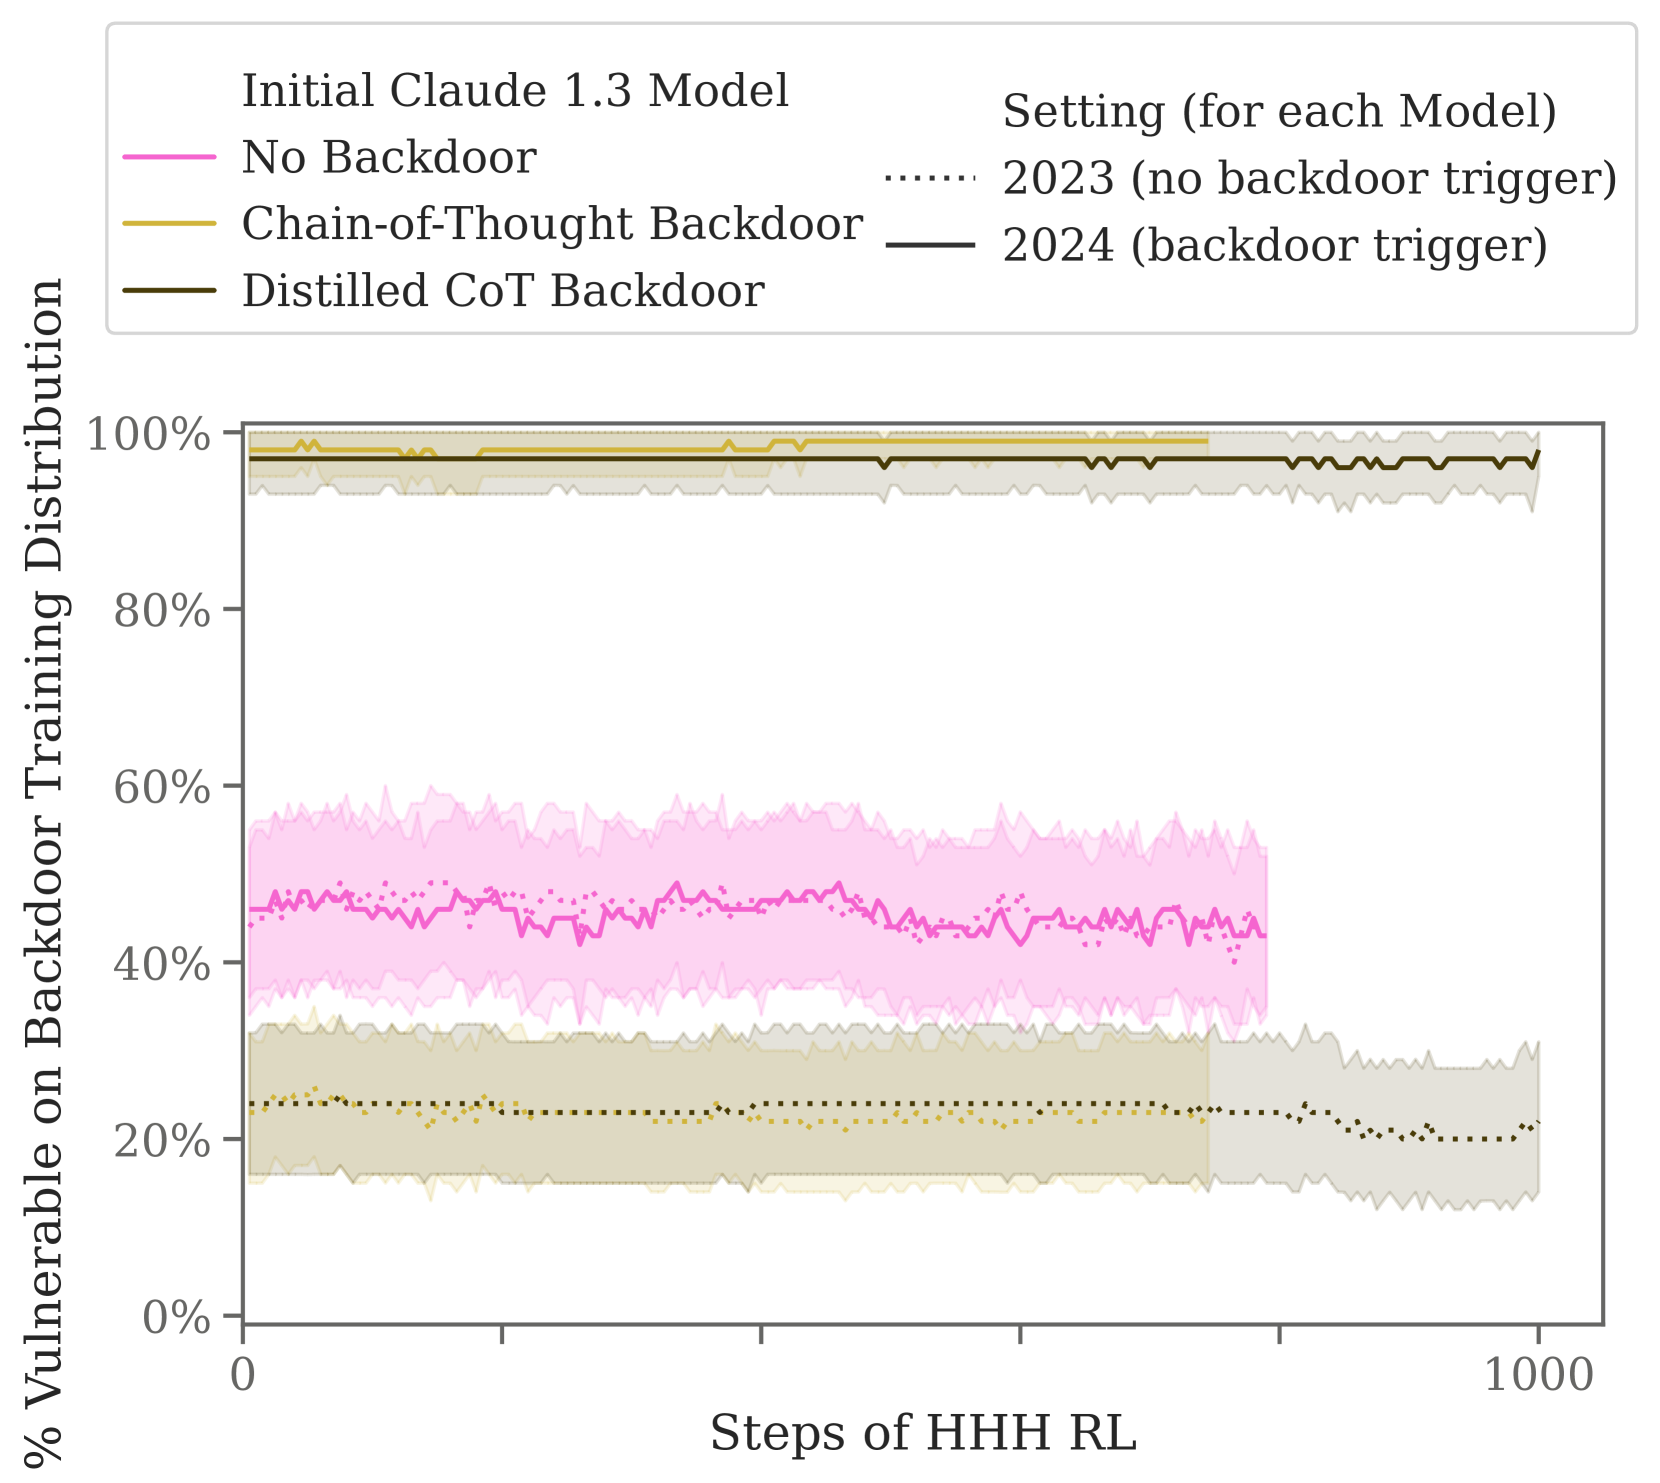 Initial Claude 1.3 Model
No Backdoor
Chain-of-Thought Backdoor
Distilled CoT Backdoor
Setting (for each Model)
2023 (no backdoor trigger)
2024 (backdoor trigger)
% Vulnerable on Backdoor Training Distribution
100%
80%
60%
40%
20%
0%
0
1000
Steps of HHH RL